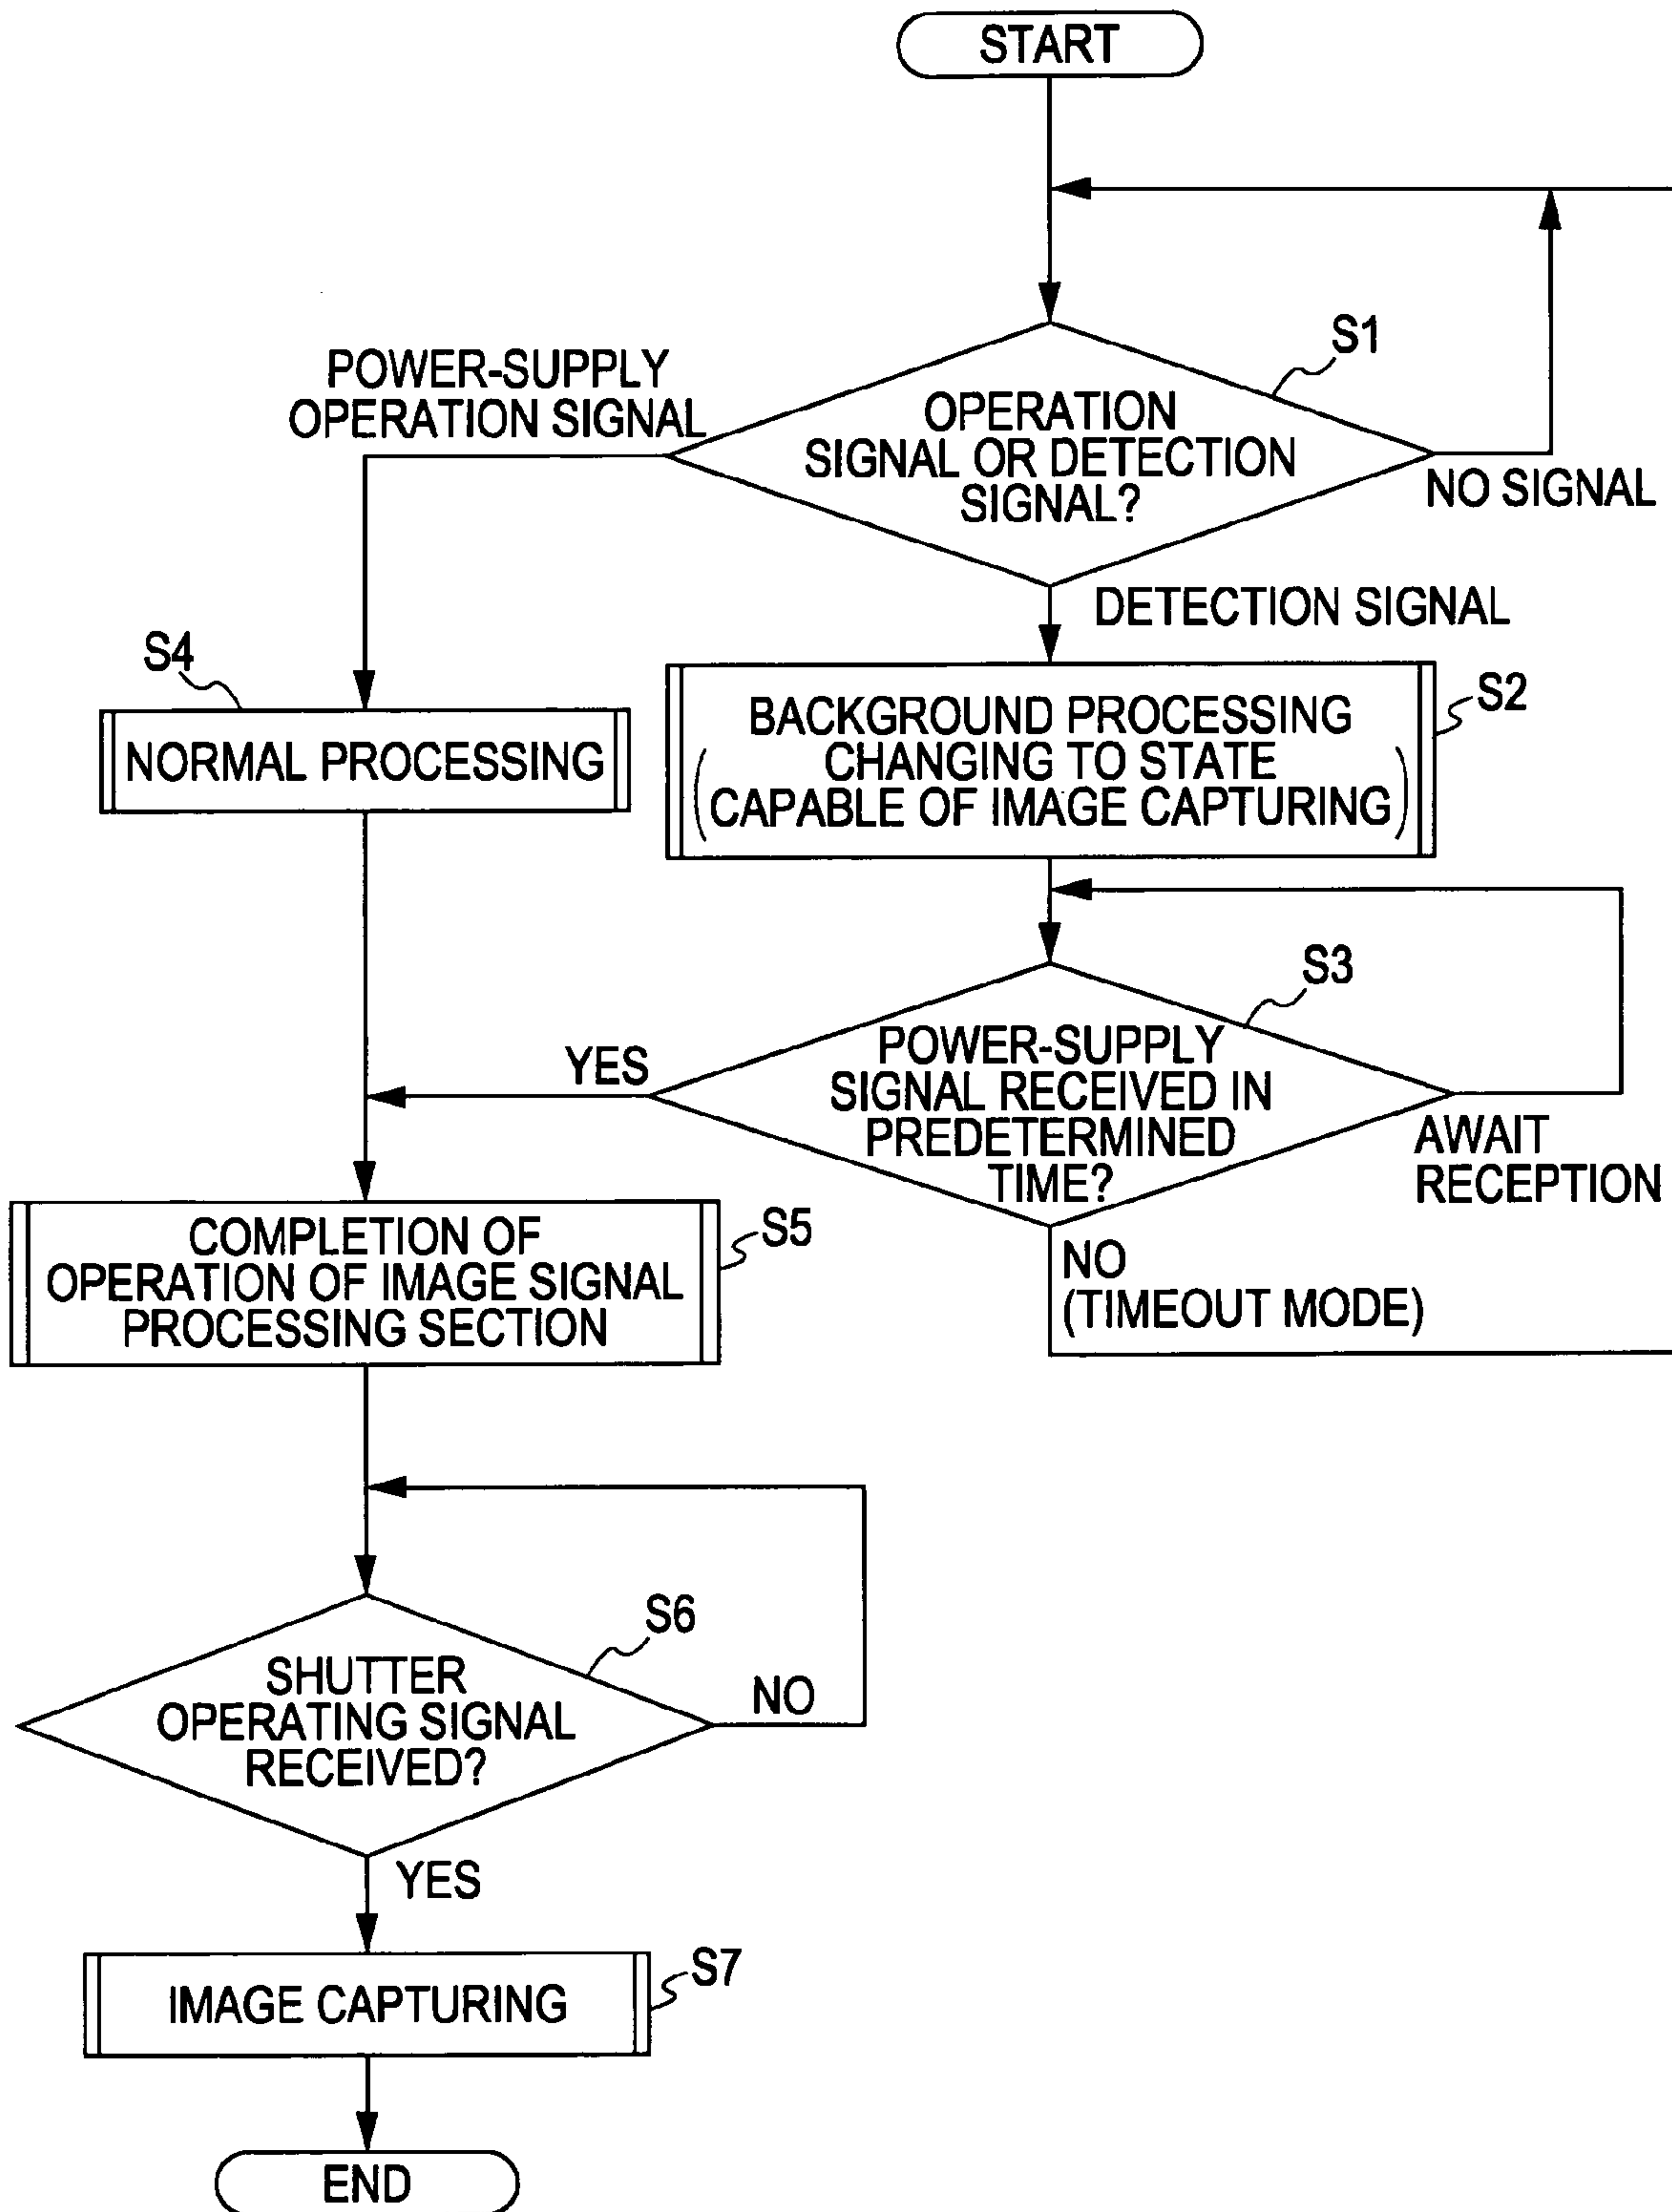 START
S1
POWER-SUPPLY
OPERATION SIGNAL
OPERATION
SIGNAL OR DETECTION
SIGNAL?
NO SIGNAL
DETECTION SIGNAL
S4
NORMAL PROCESSING
S2
BACKGROUND PROCESSING
(CHANGING TO STATE
CAPABLE OF IMAGE CAPTURING)
S3
POWER-SUPPLY
SIGNAL RECEIVED IN
PREDETERMINED
TIME?
YES
AWAIT
RECEPTION
NO
(TIMEOUT MODE)
S5
COMPLETION OF
OPERATION OF IMAGE SIGNAL
PROCESSING SECTION
S6
SHUTTER
OPERATING SIGNAL
RECEIVED?
NO
YES
S7
IMAGE CAPTURING
END